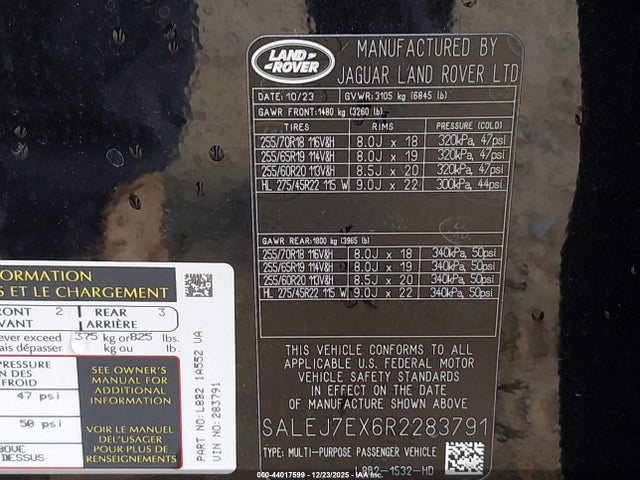 LAND
ROVER
MANUFACTURED BY
JAGUAR LAND ROVER LTD
DATE: 10/23 GVWR: 3105 kg (6845 lb)
GAWR FRONT: 1480 kg (3260 lb)
TIRES RIMS PRESSURE (COLD)
255/70R18 116V&H 8.0J x 18 320kPa, 47psi
255/65R19 114V&H 8.0J x 19 320kPa, 47psi
255/60R20 113V&H 8.5J x 20 320kPa, 47psi
HL 275/45R22 115 W 9.0J x 22 300kPa, 44psi
GAWR REAR: 1800 kg (3965 lb)
255/70R18 116V&H 8.0J x 18 340kPa, 50psi
255/65R19 114V&H 8.0J x 19 340kPa, 50psi
255/60R20 113V&H 8.5J x 20 340kPa, 50psi
HL 275/45R22 115 W 9.0J x 22 340kPa, 50psi
THIS VEHICLE CONFORMS TO ALL
APPLICABLE U.S. FEDERAL MOTOR
VEHICLE SAFETY STANDARDS
IN EFFECT ON THE DATE OF
MANUFACTURE SHOWN ABOVE
SALEJ7EX6R2283791
TYPE: MULTI-PURPOSE PASSENGER VEHICLE
L8B2-1532-HD
FORMATION
S ET LE CHARGEMENT
FRONT 2 REAR 3
VANT ARRIÈRE
ever exceed 375 kg or 825 lbs.
ais dépasser kg ou lb.
PRESSURE
ION DES
FROID
47 psi
50 psi
BOVE
DESSUS
SEE OWNER'S
MANUAL FOR
ADDITIONAL
INFORMATION
VOIR LE MANUEL
DEL'USAGER
POUR PLUS DE
RENSEIGNEMENTS
PART NO: L8B2 1A552 VA
VIN NO: 283791
000-44017599 - 12/23/2025 - IAA Inc.